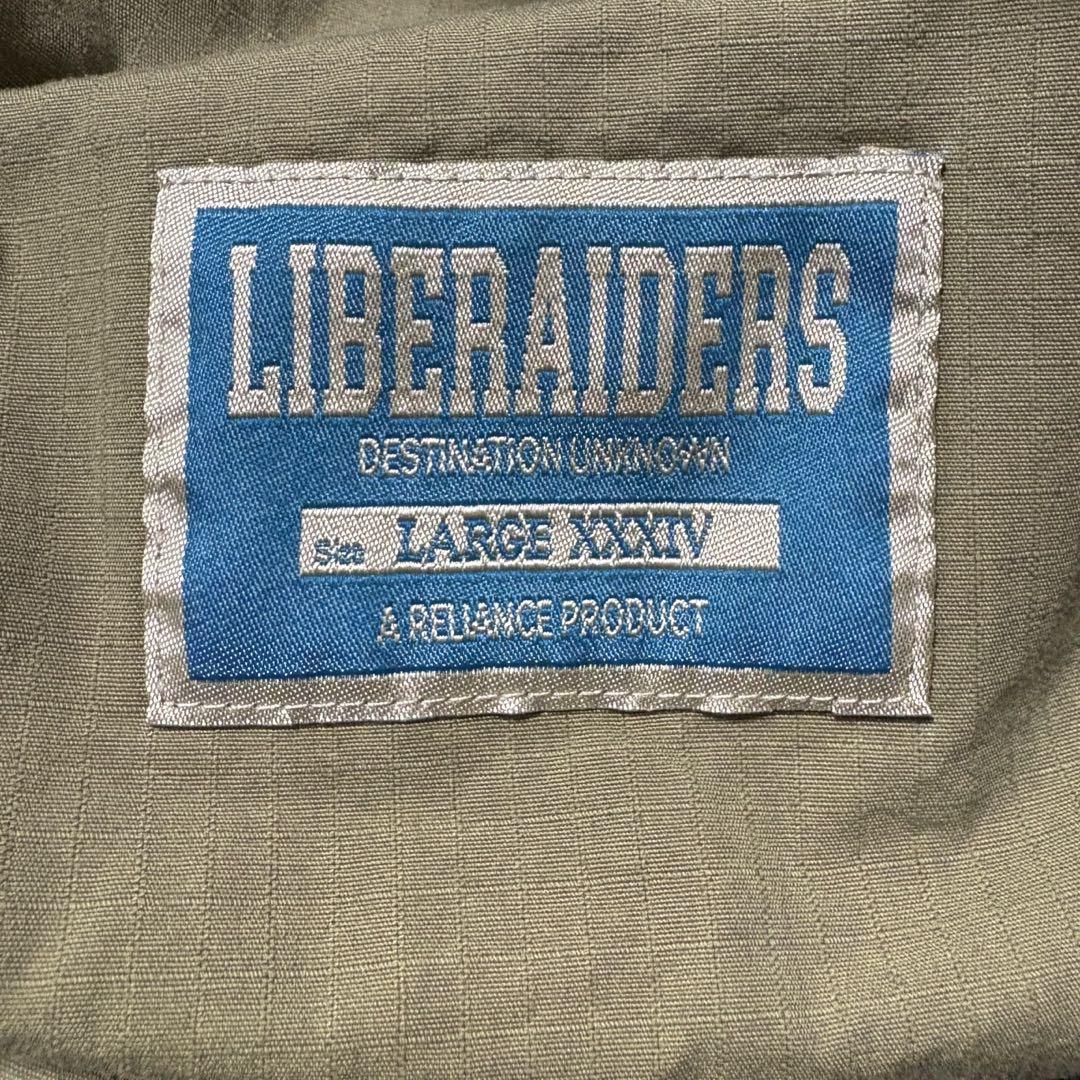 LIBERAIDERS
DESTINATION UNKNOWN
Size LARGE XXXIV
A RELIANCE PRODUCT